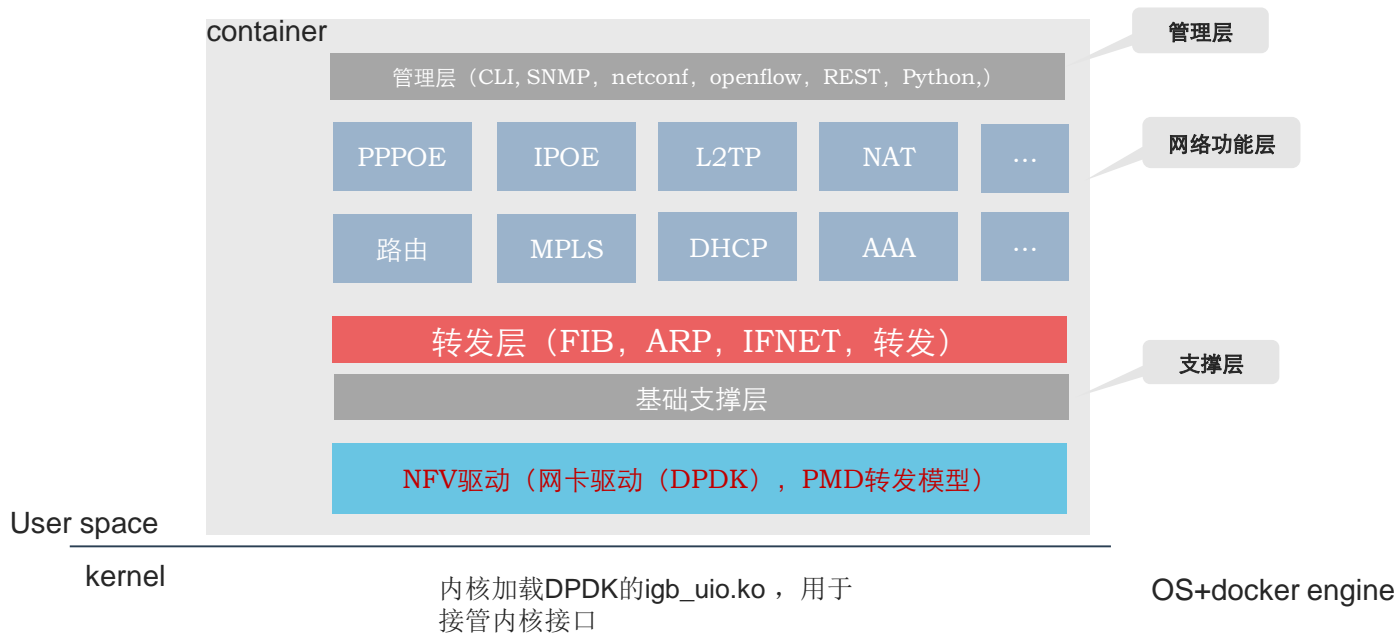 container
管理层
管理层（CLI, SNMP，netconf，openflow，REST，Python,）
PPPOE
IPOE
L2TP
NAT
…
网络功能层
路由
MPLS
DHCP
AAA
…
转发层（FIB，ARP，IFNET，转发）
支撑层
基础支撑层
NFV驱动（网卡驱动（DPDK），PMD转发模型）
User space
kernel
内核加载DPDK的igb_uio.ko ，用于
接管内核接口
OS+docker engine